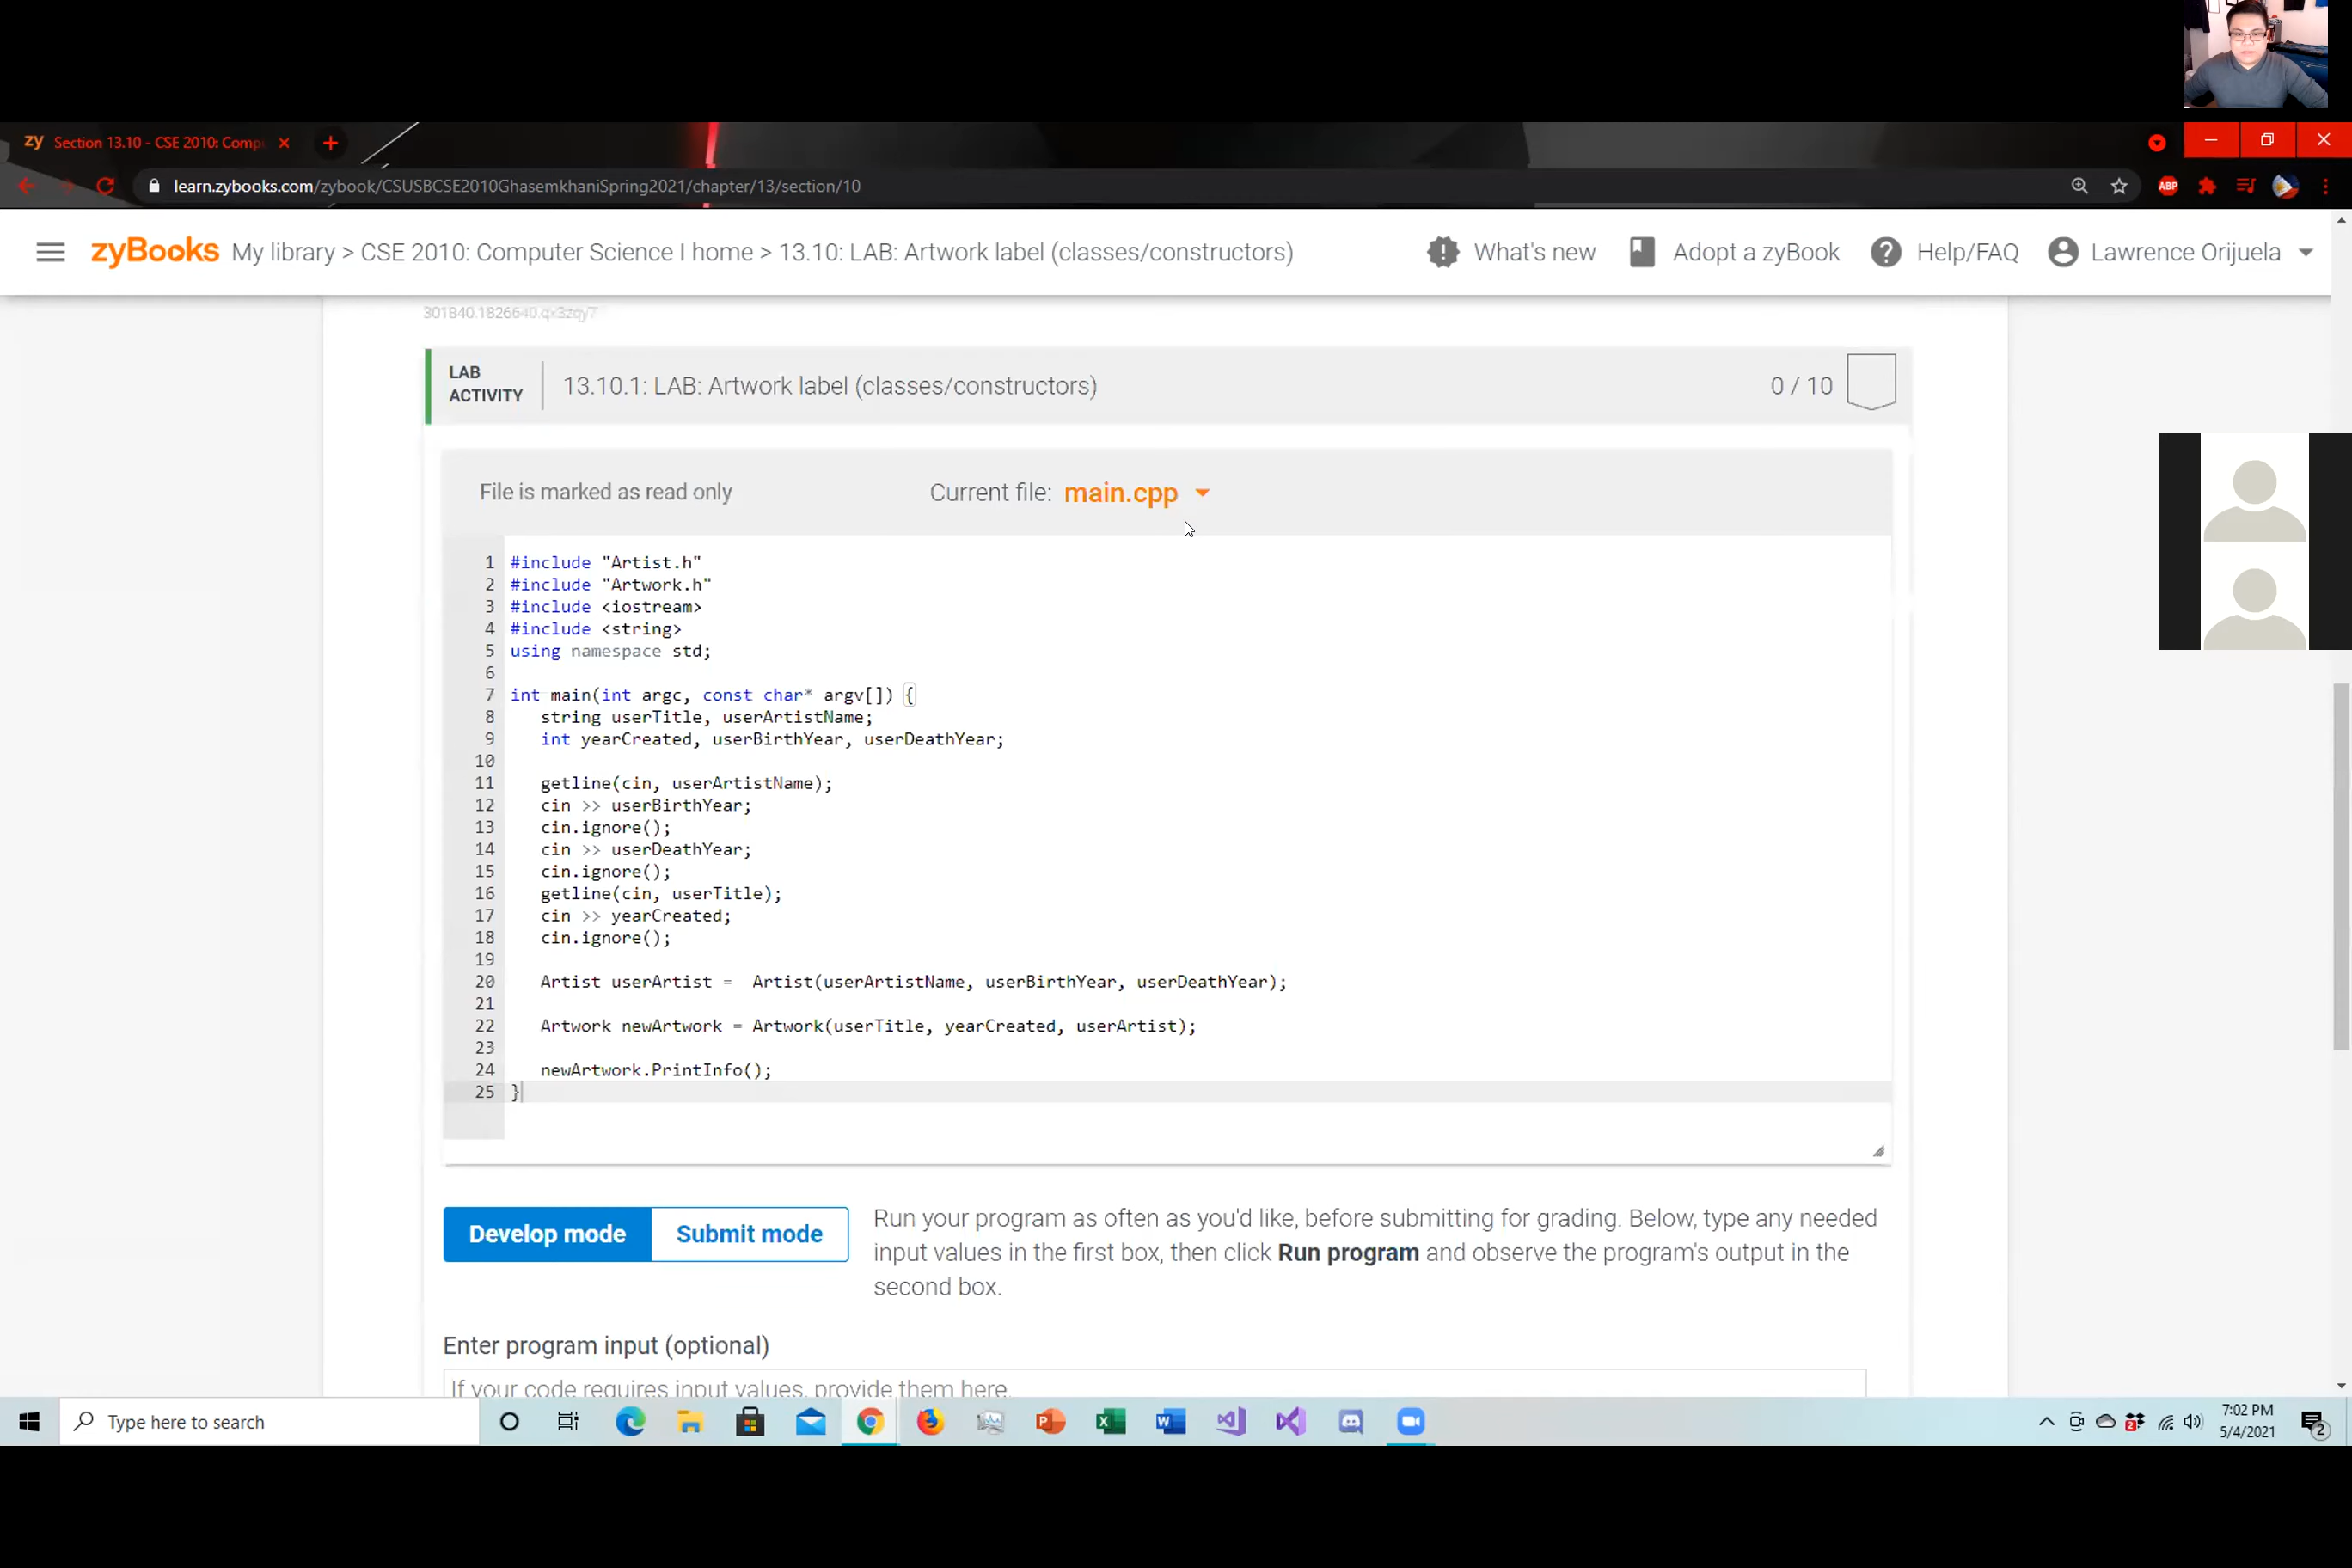 zy Section 13.10 - CSE 2010: Comp
learn.zybooks.com/zybook/CSUSBCSE2010GhasemkhaniSpring2021/chapter/13/section/10
ABP
zyBooks My library > CSE 2010: Computer Science I home > 13.10: LAB: Artwork label (classes/constructors)
What's new
Adopt a zyBook
Help/FAQ
Lawrence Orijuela
301840.1826640.qx3zqy7
LAB
ACTIVITY
13.10.1: LAB: Artwork label (classes/constructors)
0 / 10
File is marked as read only
Current file: main.cpp
1 #include "Artist.h"
2 #include "Artwork.h"
3 #include <iostream>
4 #include <string>
5 using namespace std;
6
7 int main(int argc, const char* argv[]) {
8 string userTitle, userArtistName;
9 int yearCreated, userBirthYear, userDeathYear;
10
11 getline(cin, userArtistName);
12 cin >> userBirthYear;
13 cin.ignore();
14 cin >> userDeathYear;
15 cin.ignore();
16 getline(cin, userTitle);
17 cin >> yearCreated;
18 cin.ignore();
19
20 Artist userArtist =  Artist(userArtistName, userBirthYear, userDeathYear);
21
22 Artwork newArtwork = Artwork(userTitle, yearCreated, userArtist);
23
24 newArtwork.PrintInfo();
25 }
Develop mode
Submit mode
Run your program as often as you'd like, before submitting for grading. Below, type any needed
input values in the first box, then click Run program and observe the program's output in the
second box.
Enter program input (optional)
If your code requires input values, provide them here.
Type here to search
7:02 PM
5/4/2021
2